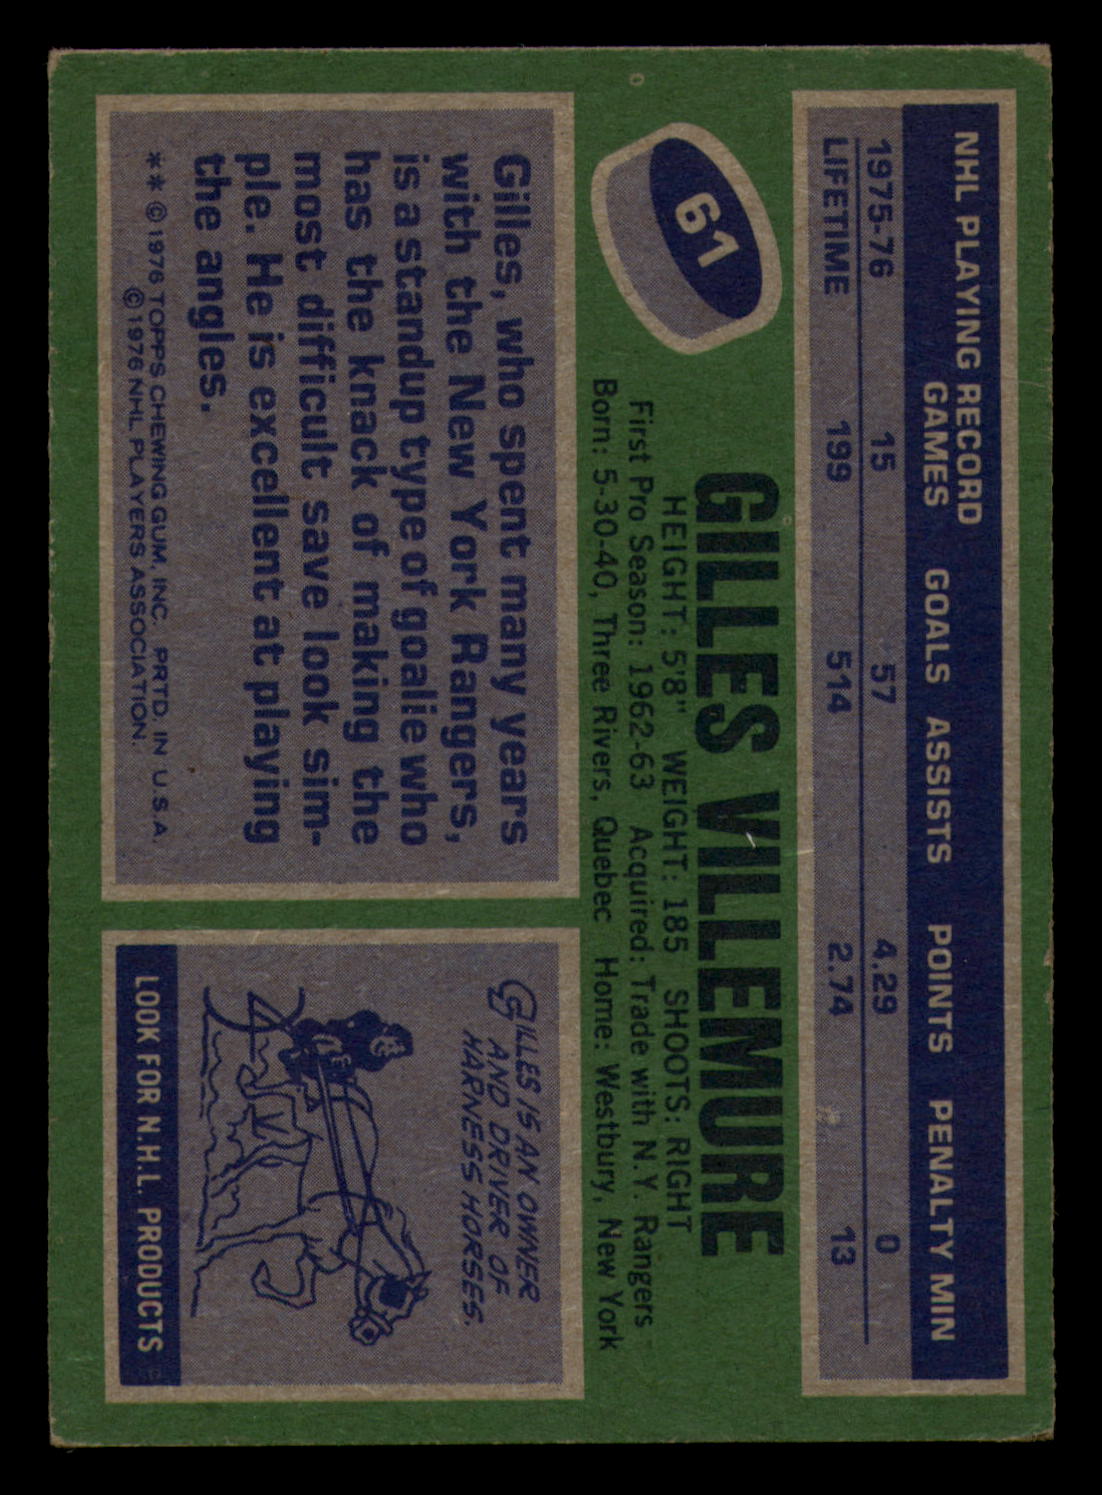 NHL PLAYING RECORD
GAMES GOALS ASSISTS POINTS PENALTY MIN
1975-76 15 57 4.29 0
LIFETIME 199 514 2.74 13
61
GILLES VILLEMURE
HEIGHT: 5'8" WEIGHT: 185 SHOOTS: RIGHT
First Pro Season: 1962-63 Acquired: Trade with N.Y. Rangers
Born: 5-30-40, Three Rivers, Quebec Home: Westbury, New York
Gilles, who spent many years
with the New York Rangers,
is a standup type of goalie who
has the knack of making the
most difficult save look sim-
ple. He is excellent at playing
the angles.
** ©1976 TOPPS CHEWING GUM, INC. PRTD. IN U.S.A.
©1976 NHL PLAYERS ASSOCIATION.
GILLES IS AN OWNER
AND DRIVER OF
HARNESS HORSES.
LOOK FOR N.H.L. PRODUCTS